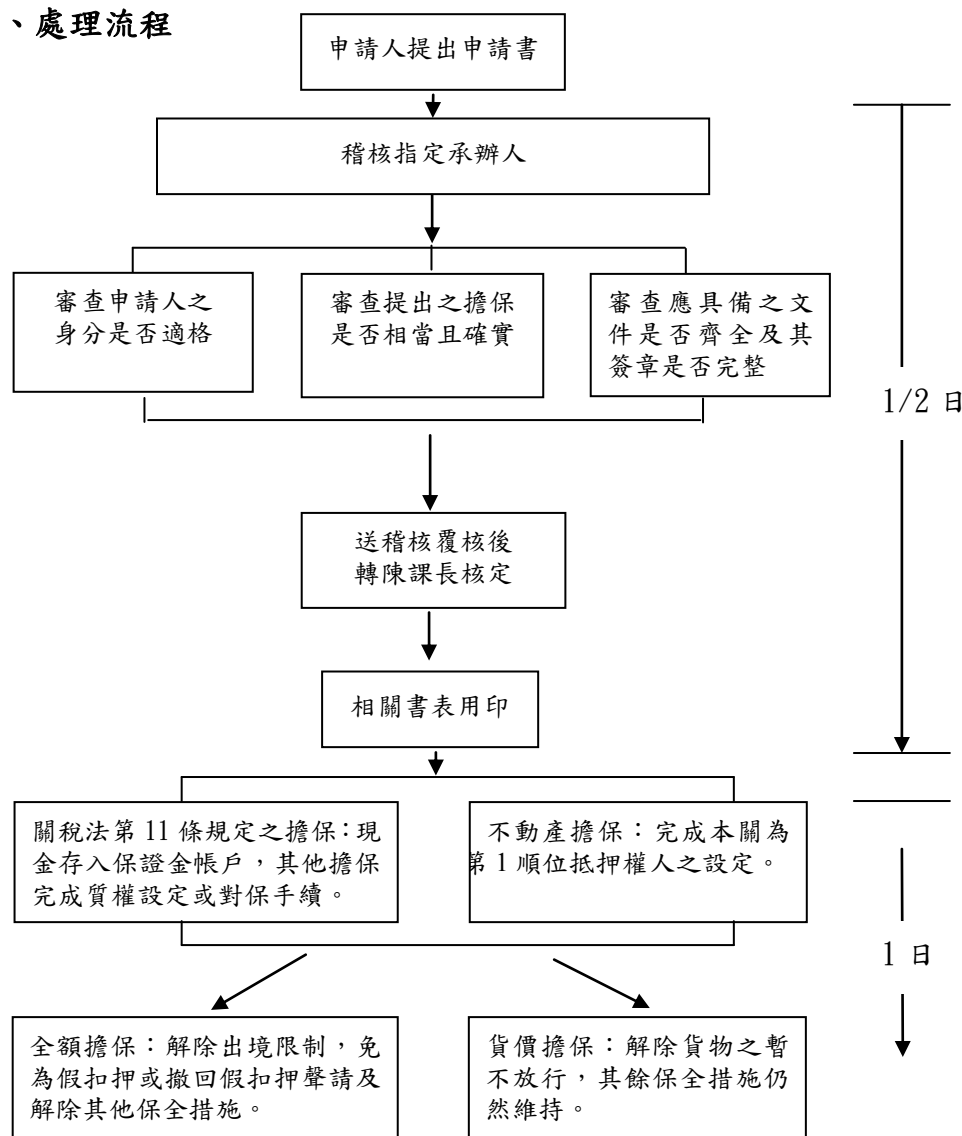 、處理流程
申請人提出申請書
稽核指定承辦人
審查申請人之
身分是否適格
審查提出之擔保
是否相當且確實
審查應具備之文
件是否齊全及其
簽章是否完整
1/2 日
送稽核覆核後
轉陳課長核定
相關書表用印
關稅法第 11 條規定之擔保：現
金存入保證金帳戶，其他擔保
完成質權設定或對保手續。
不動產擔保：完成本關為
第 1 順位抵押權人之設定。
1 日
全額擔保：解除出境限制，免
為假扣押或撤回假扣押聲請及
解除其他保全措施。
貨價擔保：解除貨物之暫
不放行，其餘保全措施仍
然維持。